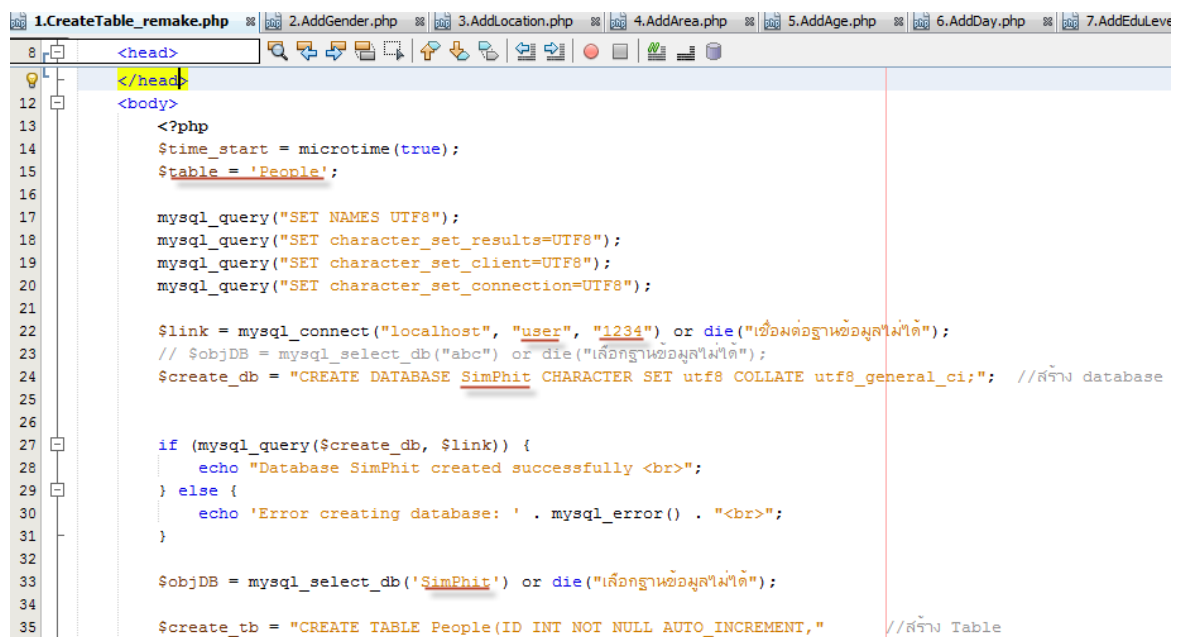 1.CreateTable_remake.php 2.AddGender.php 3.AddLocation.php 4.AddArea.php 5.AddAge.php 6.AddDay.php 7.AddEduLeve
8 <head>
</head>
12 <body>
13 <?php
14 $time_start = microtime(true);
15 $table = 'People';
16
17 mysql_query("SET NAMES UTF8");
18 mysql_query("SET character_set_results=UTF8");
19 mysql_query("SET character_set_client=UTF8");
20 mysql_query("SET character_set_connection=UTF8");
21
22 $link = mysql_connect("localhost", "user", "1234") or die("เชื่อมต่อฐานข้อมูลไม่ได้");
23 // $objDB = mysql_select_db("abc") or die("เลือกฐานข้อมูลไม่ได้");
24 $create_db = "CREATE DATABASE SimPhit CHARACTER SET utf8 COLLATE utf8_general_ci;"; //สร้าง database
25
26
27 if (mysql_query($create_db, $link)) {
28 echo "Database SimPhit created successfully <br>";
29 } else {
30 echo 'Error creating database: ' . mysql_error() . "<br>";
31 }
32
33 $objDB = mysql_select_db('SimPhit') or die("เลือกฐานข้อมูลไม่ได้");
34
35 $create_tb = "CREATE TABLE People(ID INT NOT NULL AUTO_INCREMENT," //สร้าง Table